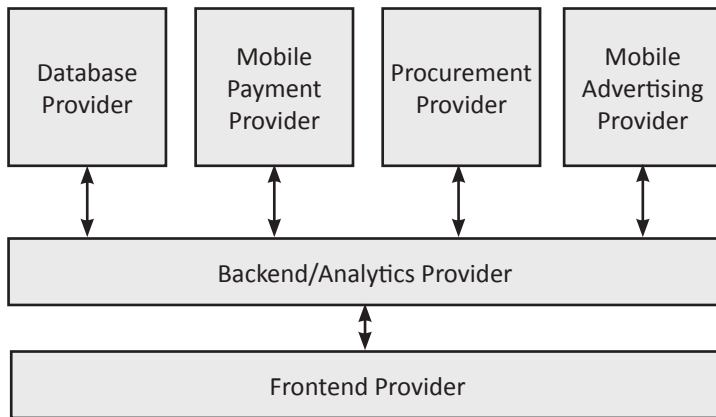 Database
Provider
Mobile
Payment
Provider
Procurement
Provider
Mobile
Advertising
Provider
Backend/Analytics Provider
Frontend Provider